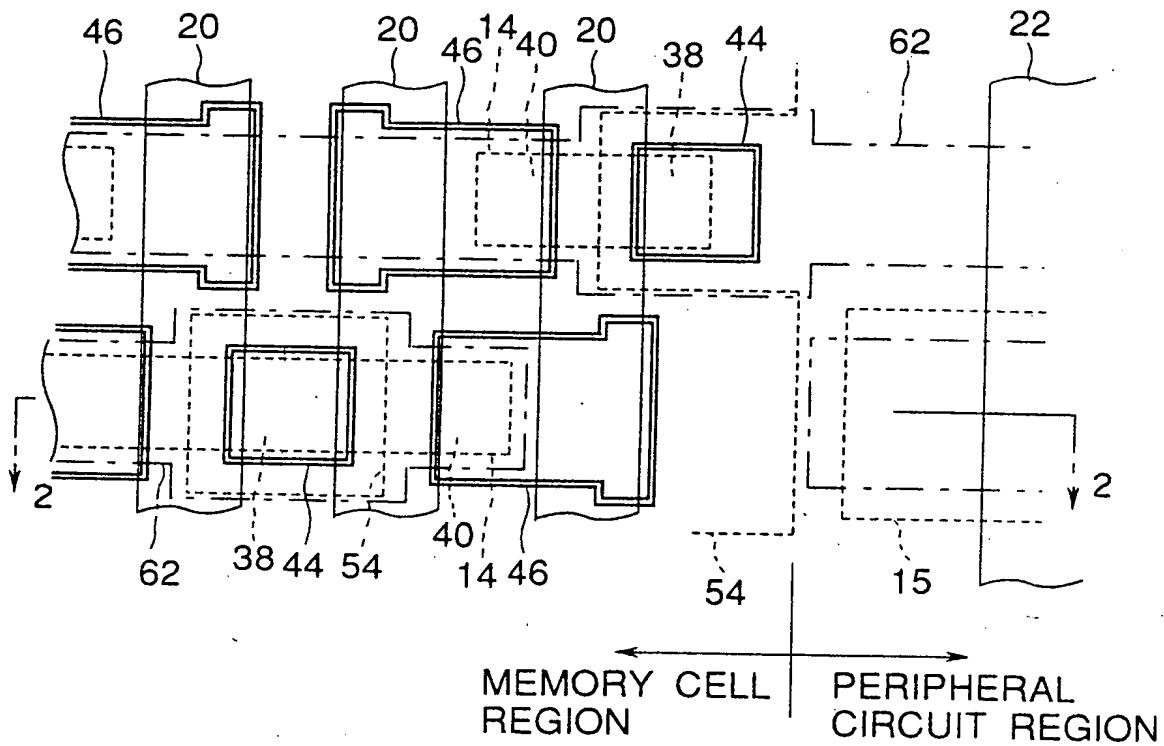 46 20 20 46 14 40 20 38 44 62 22
2 2
62 38 44 54 40 14 46 54 15
MEMORY CELL
REGION
PERIPHERAL
CIRCUIT REGION